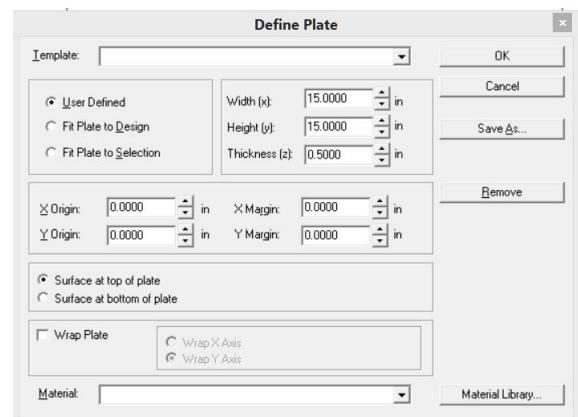 Define Plate
Template: OK
Cancel
User Defined Width (x): 15.0000 in
Fit Plate to Design Height (y): 15.0000 in Save As...
Fit Plate to Selection Thickness (z): 0.5000 in
Remove
X Origin: 0.0000 in X Margin: 0.0000 in
Y Origin: 0.0000 in Y Margin: 0.0000 in
Surface at top of plate
Surface at bottom of plate
Wrap Plate Wrap X Axis
Wrap Y Axis
Material: Material Library...